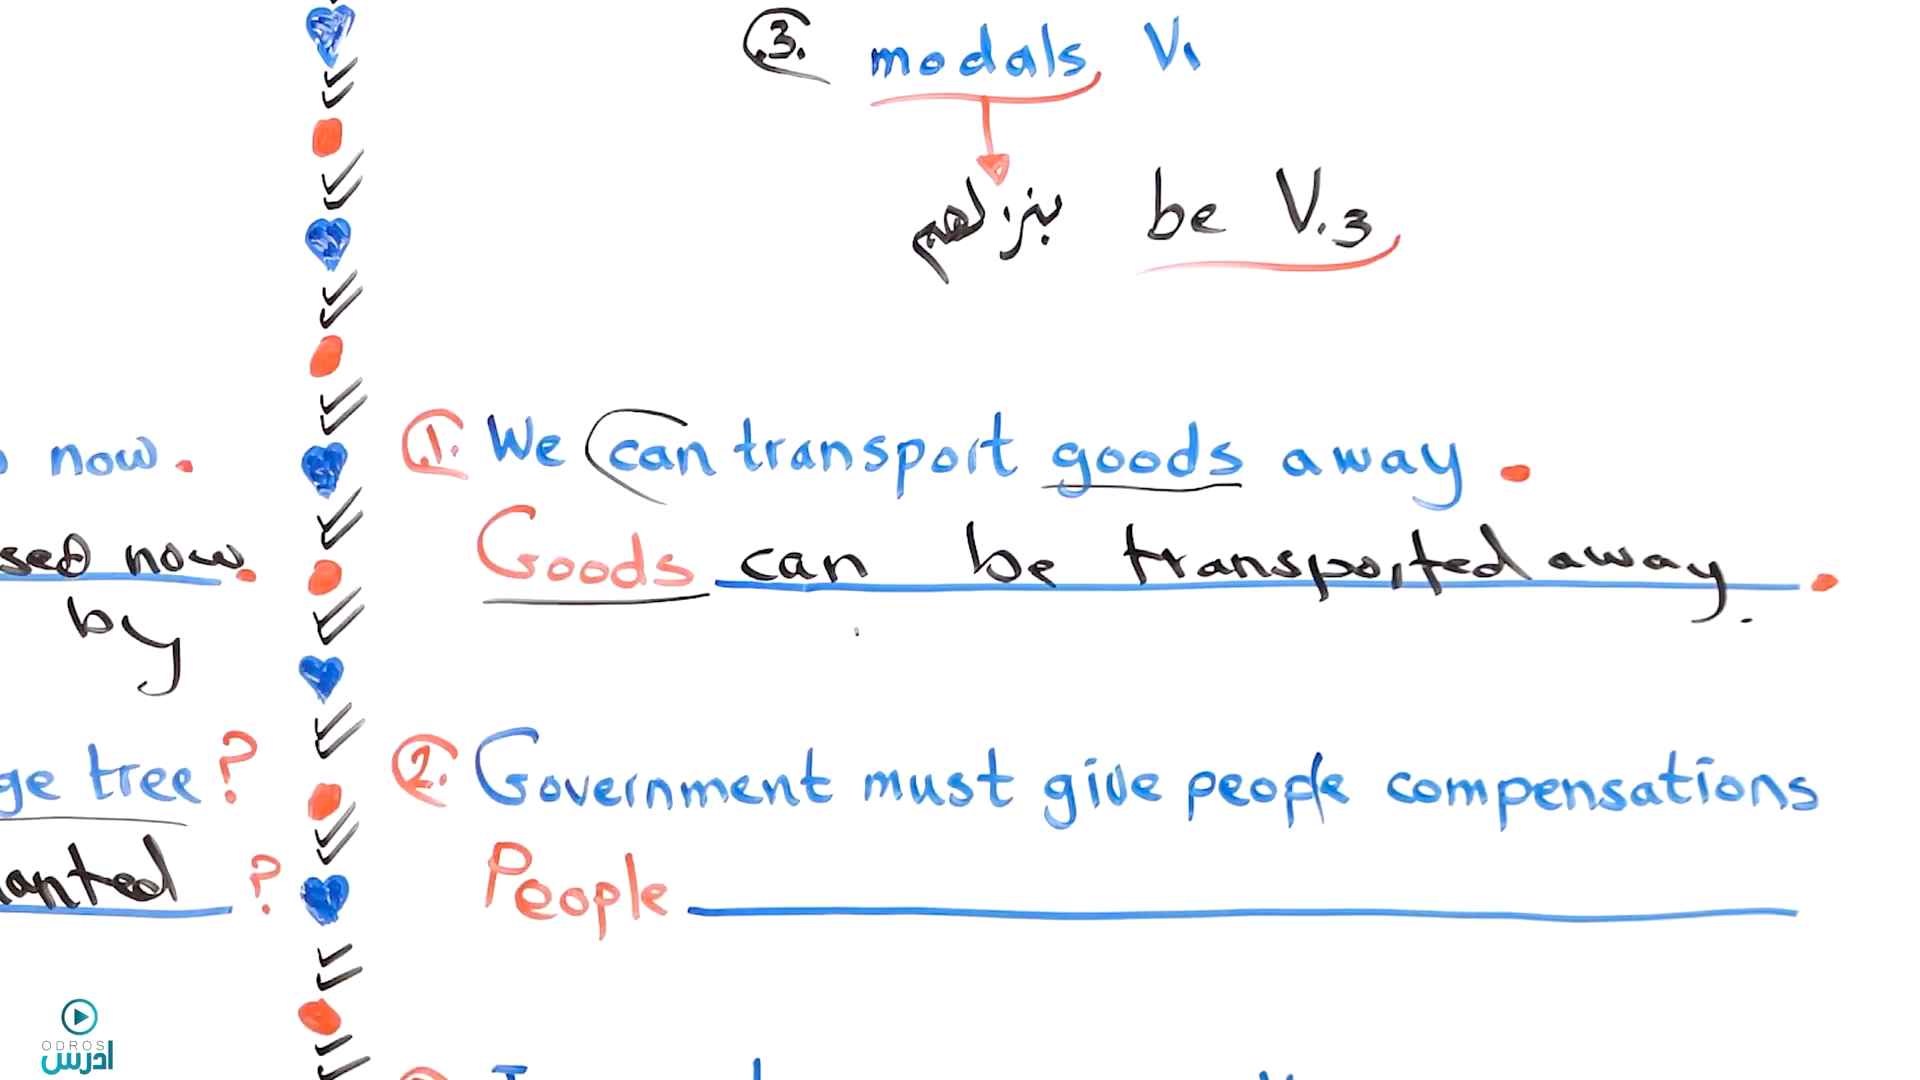 3. modals V1
بنزلهم be V.3
now.
sed now.
by
ge tree?
anted ?
1. We can transport goods away.
Goods can be transported away.
2. Government must give people compensations
People
ODROS
ادرس